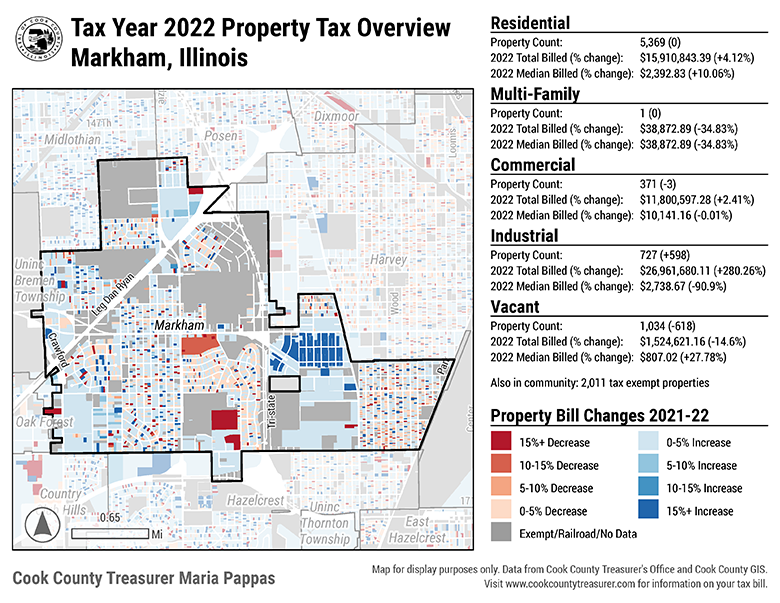 Tax Year 2022 Property Tax Overview
Markham, Illinois
Residential
Property Count: 5,369 (0)
2022 Total Billed (% change): $15,910,843.39 (+4.12%)
2022 Median Billed (% change): $2,392.83 (+10.06%)
Multi-Family
Property Count: 1 (0)
2022 Total Billed (% change): $38,872.89 (-34.83%)
2022 Median Billed (% change): $38,872.89 (-34.83%)
Commercial
Property Count: 371 (-3)
2022 Total Billed (% change): $11,800,597.28 (+2.41%)
2022 Median Billed (% change): $10,141.16 (-0.01%)
Industrial
Property Count: 727 (+598)
2022 Total Billed (% change): $26,961,680.11 (+280.26%)
2022 Median Billed (% change): $2,738.67 (-90.9%)
Vacant
Property Count: 1,034 (-618)
2022 Total Billed (% change): $1,524,621.16 (-14.6%)
2022 Median Billed (% change): $807.02 (+27.78%)
Also in community: 2,011 tax exempt properties
Property Bill Changes 2021-22
15%+ Decrease
10-15% Decrease
5-10% Decrease
0-5% Decrease
0-5% Increase
5-10% Increase
10-15% Increase
15%+ Increase
Exempt/Railroad/No Data
Dixmoor
147Th
Midlothian
Posen
Loomis
Harvey
Uninc
Bremen
Township
Leg Dan Ryan
Wood
Markham
Crawford
Par
Tri-state
Oak Forest
Country
Hills
Hazelcrest
Uninc
Thornton
Township
East
Hazelcrest
17
0.65
Mi
Cook County Treasurer Maria Pappas
Map for display purposes only. Data from Cook County Treasurer's Office and Cook County GIS.
Visit www.cookcountytreasurer.com for information on your tax bill.